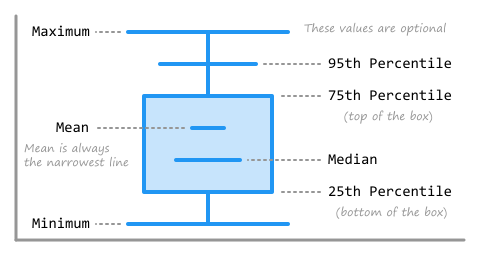 Maximum
These values are optional
95th Percentile
75th Percentile
(top of the box)
Mean
Mean is always
the narrowest line
Median
25th Percentile
(bottom of the box)
Minimum